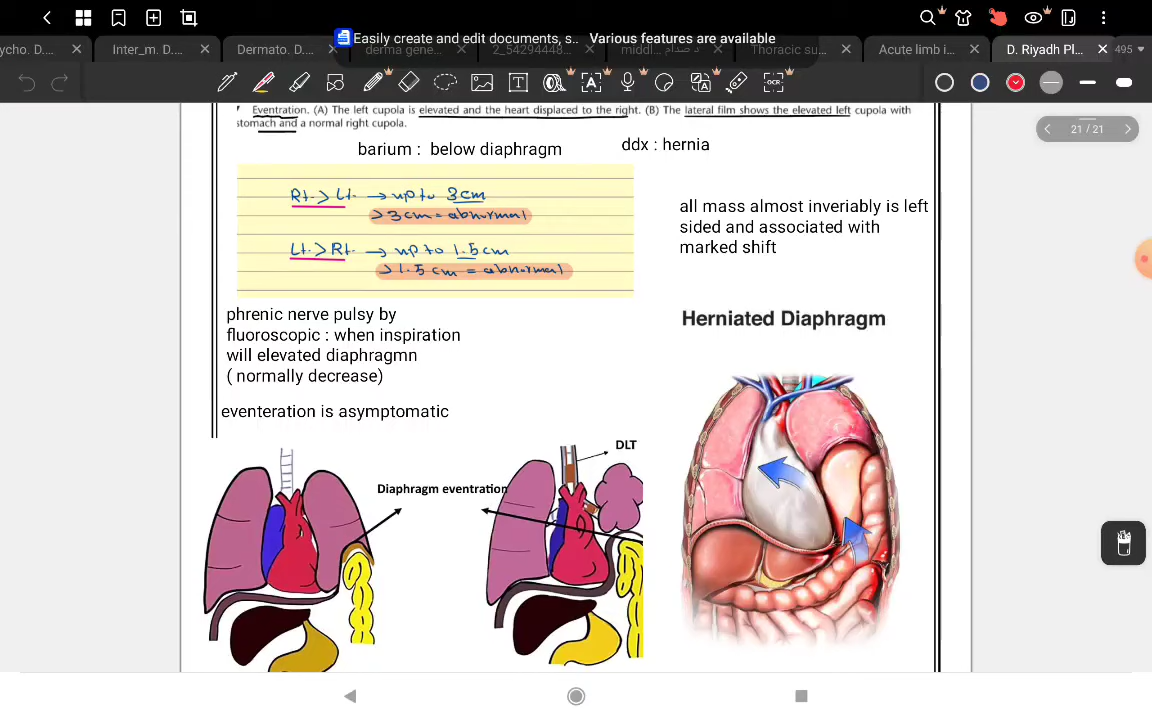 Easily create and edit documents, s.. Various features are available
ycho. D....
Inter_m. D....
Dermato. D....
derma gene...
2_54294448...
middl...
Thoracic su...
Acute limb i...
D. Riyadh Pl...
495
OCR
21 / 21
Eventration. (A) The left cupola is elevated and the heart displaced to the right. (B) The lateral film shows the elevated left cupola with
stomach and a normal right cupola.
barium : below diaphragm
ddx : hernia
Rt. > Lt. → up to 3cm
> 3cm = abnormal
Lt. > Rt. → up to 1.5cm
> 1.5 cm = abnormal
all mass almost inveriably is left
sided and associated with
marked shift
phrenic nerve pulsy by
fluoroscopic : when inspiration
will elevated diaphragmn
( normally decrease)
eventeration is asymptomatic
Herniated Diaphragm
DLT
Diaphragm eventration